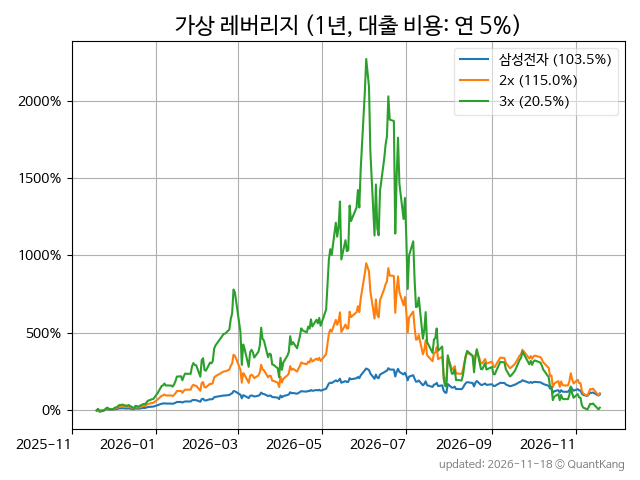 가상 레버리지 (1년, 대출 비용: 연 5%)
삼성전자 (103.5%)
2x (115.0%)
3x (20.5%)
2000%
1500%
1000%
500%
0%
2025-11 2026-01 2026-03 2026-05 2026-07 2026-09 2026-11
updated: 2026-11-18 © QuantKang